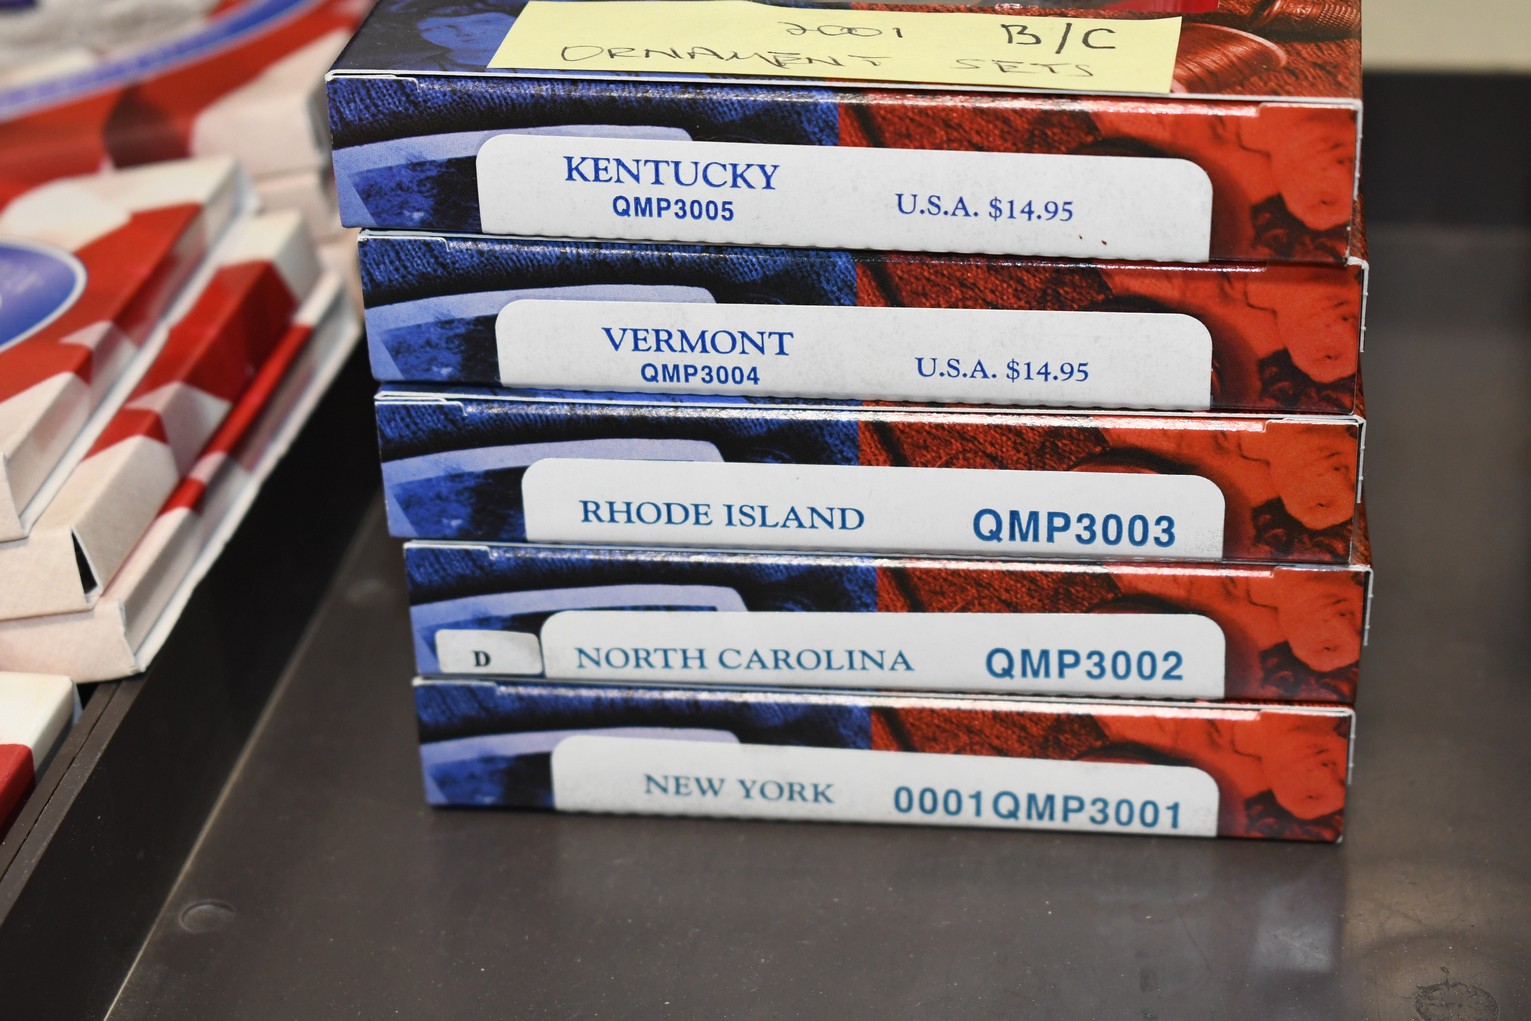 2001 B/C
ORNAMENT SETS
KENTUCKY
QMP3005
U.S.A. $14.95
VERMONT
QMP3004
U.S.A. $14.95
RHODE ISLAND QMP3003
D NORTH CAROLINA QMP3002
NEW YORK 0001QMP3001